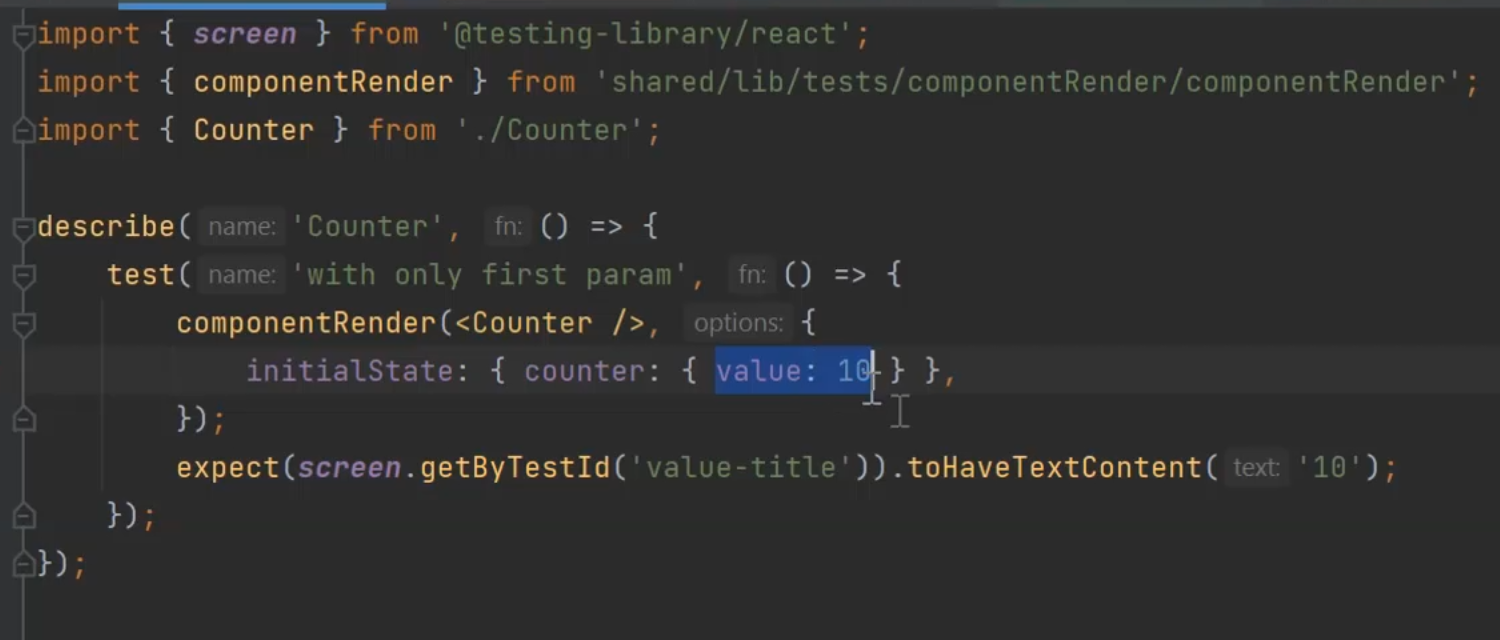 import { screen } from '@testing-library/react';
import { componentRender } from 'shared/lib/tests/componentRender/componentRender';
import { Counter } from './Counter';
describe( name: 'Counter', fn: () => {
test( name: 'with only first param', fn: () => {
componentRender(<Counter />, options: {
initialState: { counter: { value: 10 } },
});
expect(screen.getByTestId('value-title')).toHaveTextContent( text: '10');
});
});